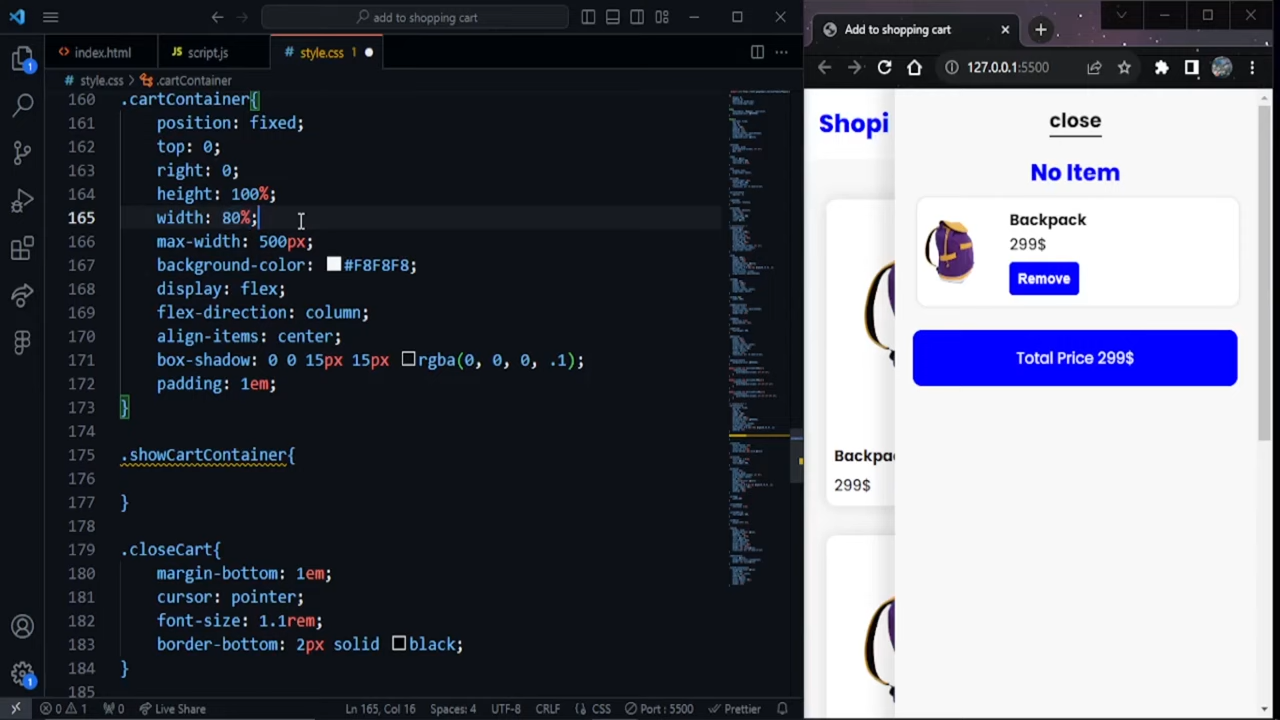 add to shopping cart
index.html
script.js
style.css 1
style.css > .cartContainer
160 .cartContainer{
161 position: fixed;
162 top: 0;
163 right: 0;
164 height: 100%;
165 width: 80%;
166 max-width: 500px;
167 background-color: #F8F8F8;
168 display: flex;
169 flex-direction: column;
170 align-items: center;
171 box-shadow: 0 0 15px 15px rgba(0, 0, 0, .1);
172 padding: 1em;
173 }
174
175 .showCartContainer{
176
177 }
178
179 .closeCart{
180 margin-bottom: 1em;
181 cursor: pointer;
182 font-size: 1.1rem;
183 border-bottom: 2px solid black;
184 }
185
1
1
0 1 0 Live Share Ln 165, Col 16 Spaces: 4 UTF-8 CRLF CSS Port : 5500 Prettier
Add to shopping cart
127.0.0.1:5500
Shopi
close
No Item
Backpack
299$
Remove
Total Price 299$
Backpa
299$